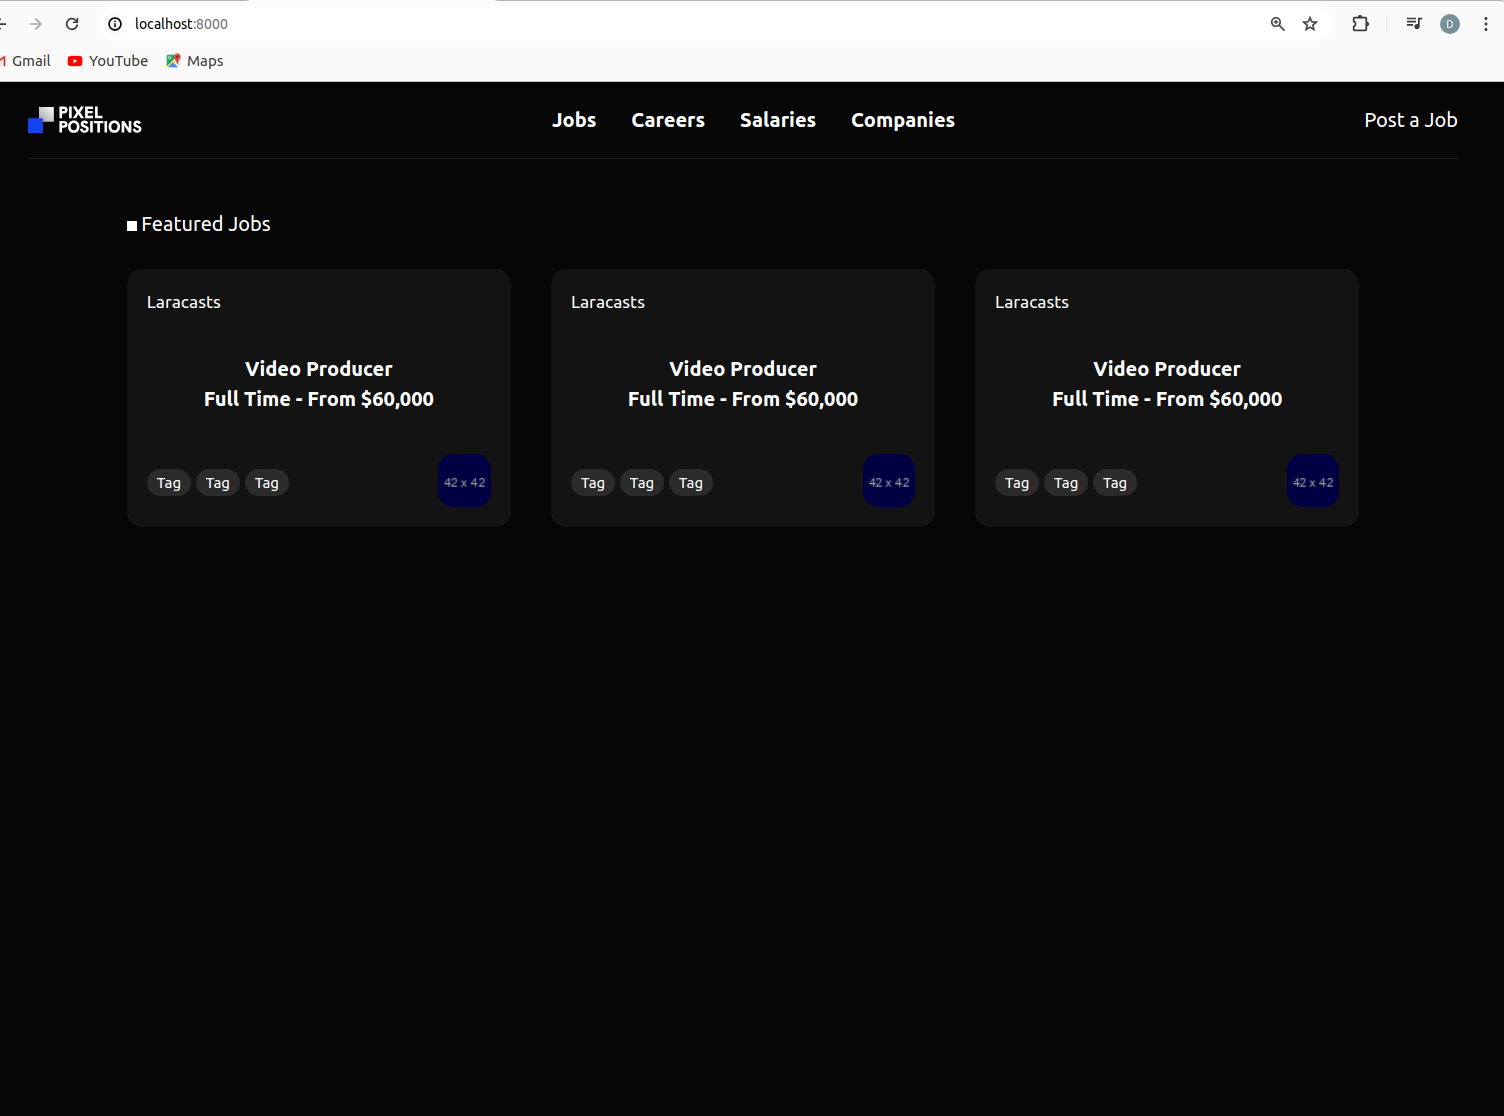 localhost:8000
D
Gmail YouTube Maps
PIXEL
POSITIONS
Jobs Careers Salaries Companies
Post a Job
Featured Jobs
Laracasts
Video Producer
Full Time - From $60,000
Tag Tag Tag
42 x 42
Laracasts
Video Producer
Full Time - From $60,000
Tag Tag Tag
42 x 42
Laracasts
Video Producer
Full Time - From $60,000
Tag Tag Tag
42 x 42